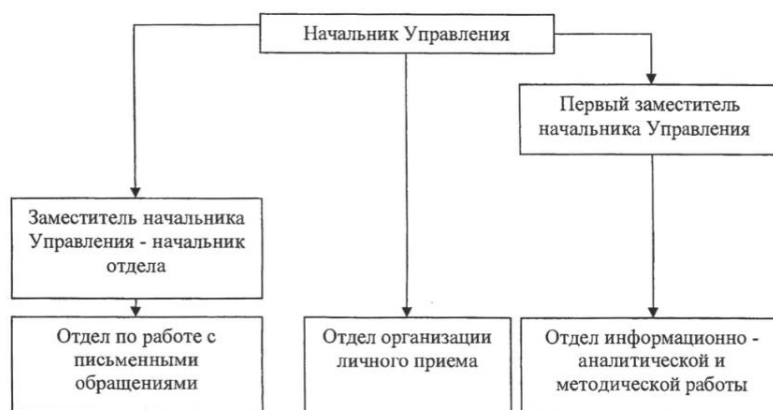 Начальник Управления
Первый заместитель
начальника Управления
Заместитель начальника
Управления - начальник
отдела
Отдел по работе с
письменными
обращениями
Отдел организации
личного приема
Отдел информационно -
аналитической и
методической работы